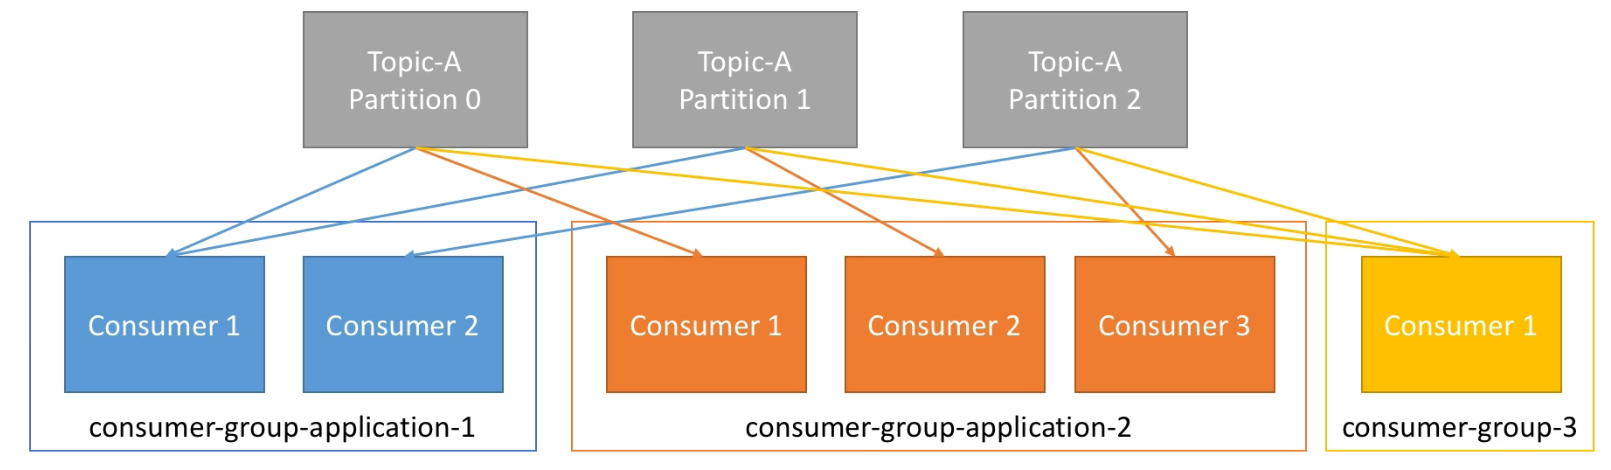 Topic-A
Partition 0
Topic-A
Partition 1
Topic-A
Partition 2
Consumer 1
Consumer 2
consumer-group-application-1
Consumer 1
Consumer 2
Consumer 3
consumer-group-application-2
Consumer 1
consumer-group-3